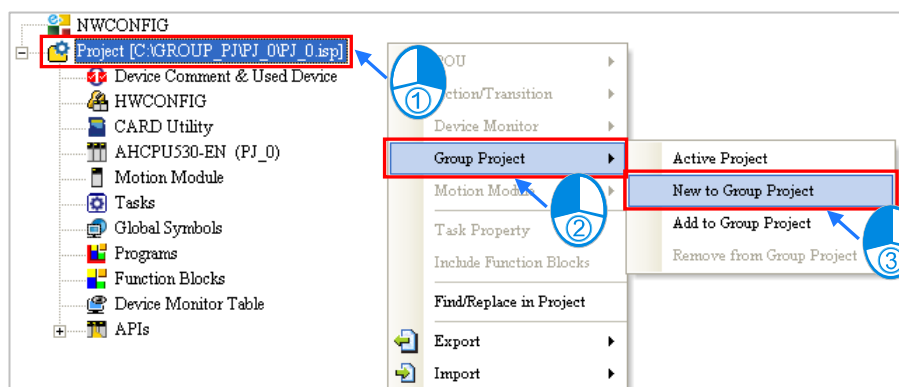 NWCONFIG
Project [C:\GROUP_PJ\PJ_0\PJ_0.isp]
Device Comment & Used Device
HWCONFIG
CARD Utility
AHCPU530-EN (PJ_0)
Motion Module
Tasks
Global Symbols
Programs
Function Blocks
Device Monitor Table
APIs
①
POU
Device Monitor
Group Project
Motion
②
Task Property
Include Function Blocks
Find/Replace in Project
Export
Import
Active Project
New to Group Project
Add to Group Project
Remove from Group Project
③